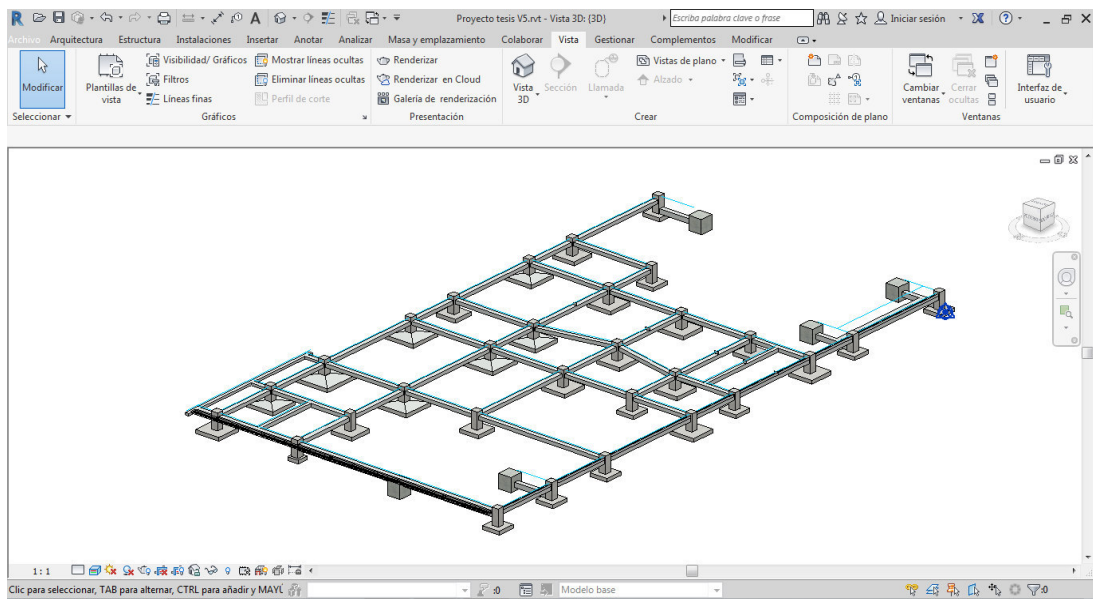 Proyecto tesis V5.rvt - Vista 3D: {3D}
Escriba palabra clave o frase
Iniciar sesión
Archivo Arquitectura Estructura Instalaciones Insertar Anotar Analizar Masa y emplazamiento Colaborar Vista Gestionar Complementos Modificar
Modificar
Plantillas de vista
Visibilidad/ Gráficos
Filtros
Líneas finas
Mostrar líneas ocultas
Eliminar líneas ocultas
Perfil de corte
Renderizar
Renderizar en Cloud
Galería de renderización
Vista 3D
Sección
Llamada
Vistas de plano
Alzado
Cambiar ventanas
Cerrar ocultas
Interfaz de usuario
Seleccionar
Gráficos
Presentación
Crear
Composición de plano
Ventanas
1 : 1
Clic para seleccionar, TAB para alternar, CTRL para añadir y MAYÚ
:0
Modelo base
:0